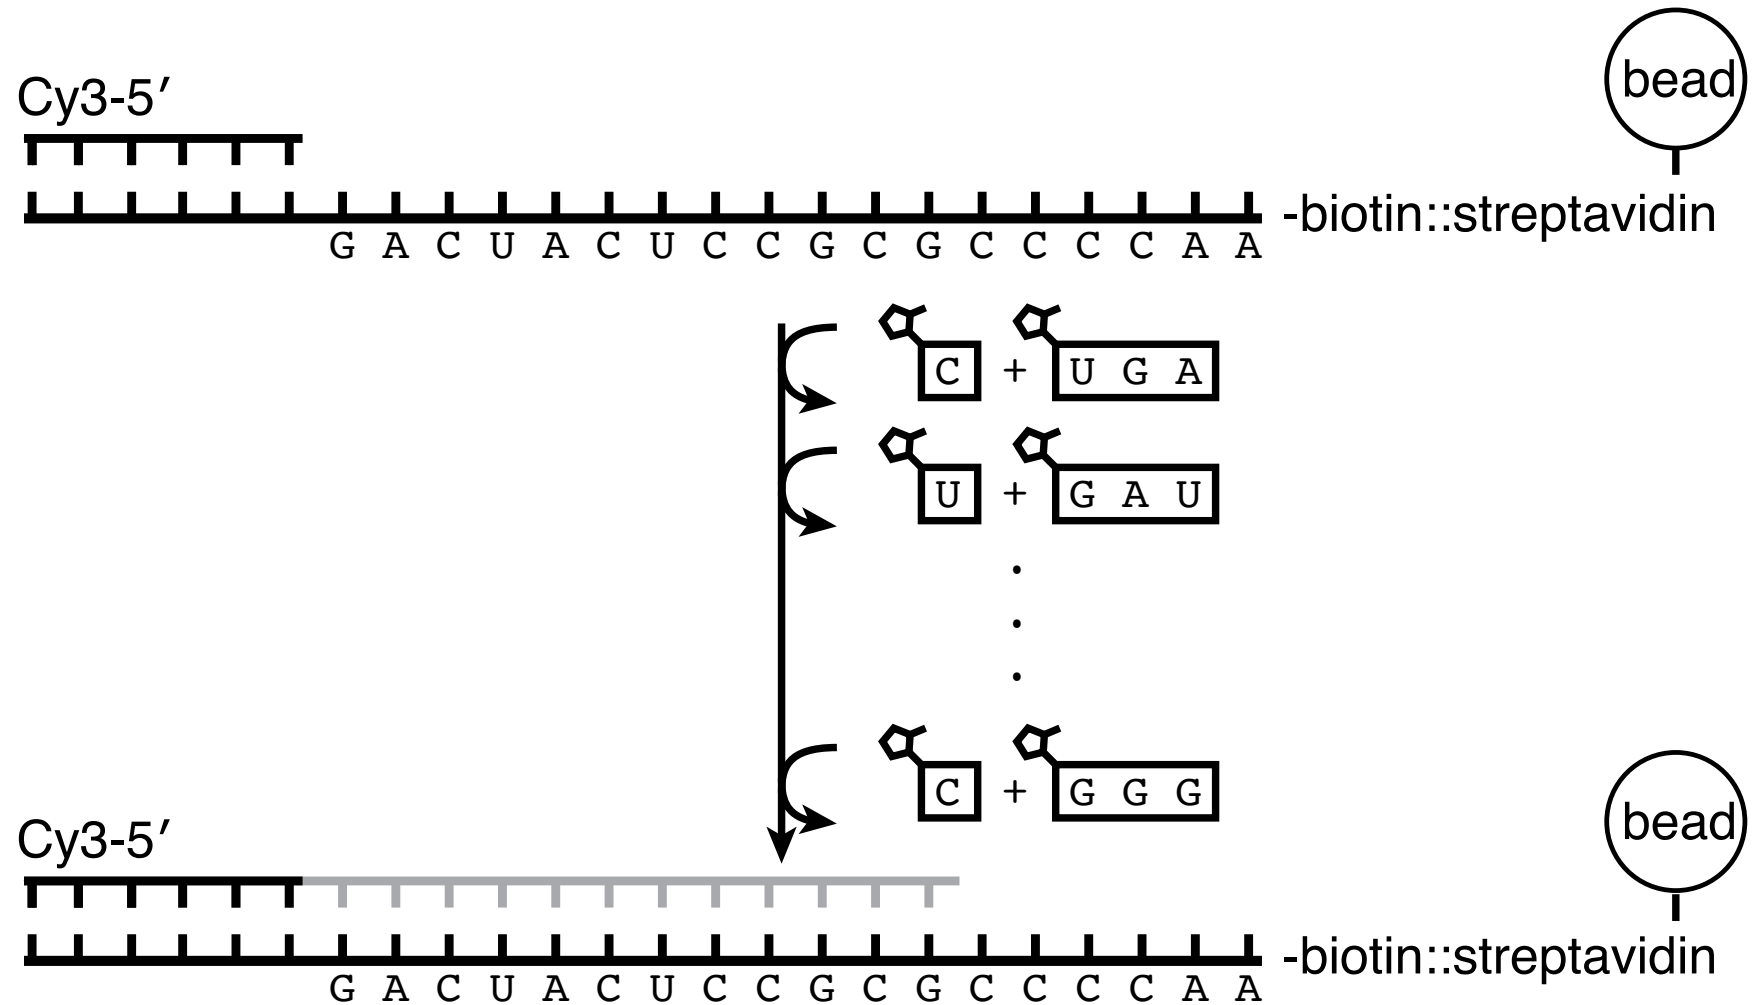 bead
Cy3-5′
-biotin::streptavidin
G A C U A C U C C G C G C C C C A A
C + U G A
U + G A U
.
.
.
C + G G G
bead
Cy3-5′
-biotin::streptavidin
G A C U A C U C C G C G C C C C A A